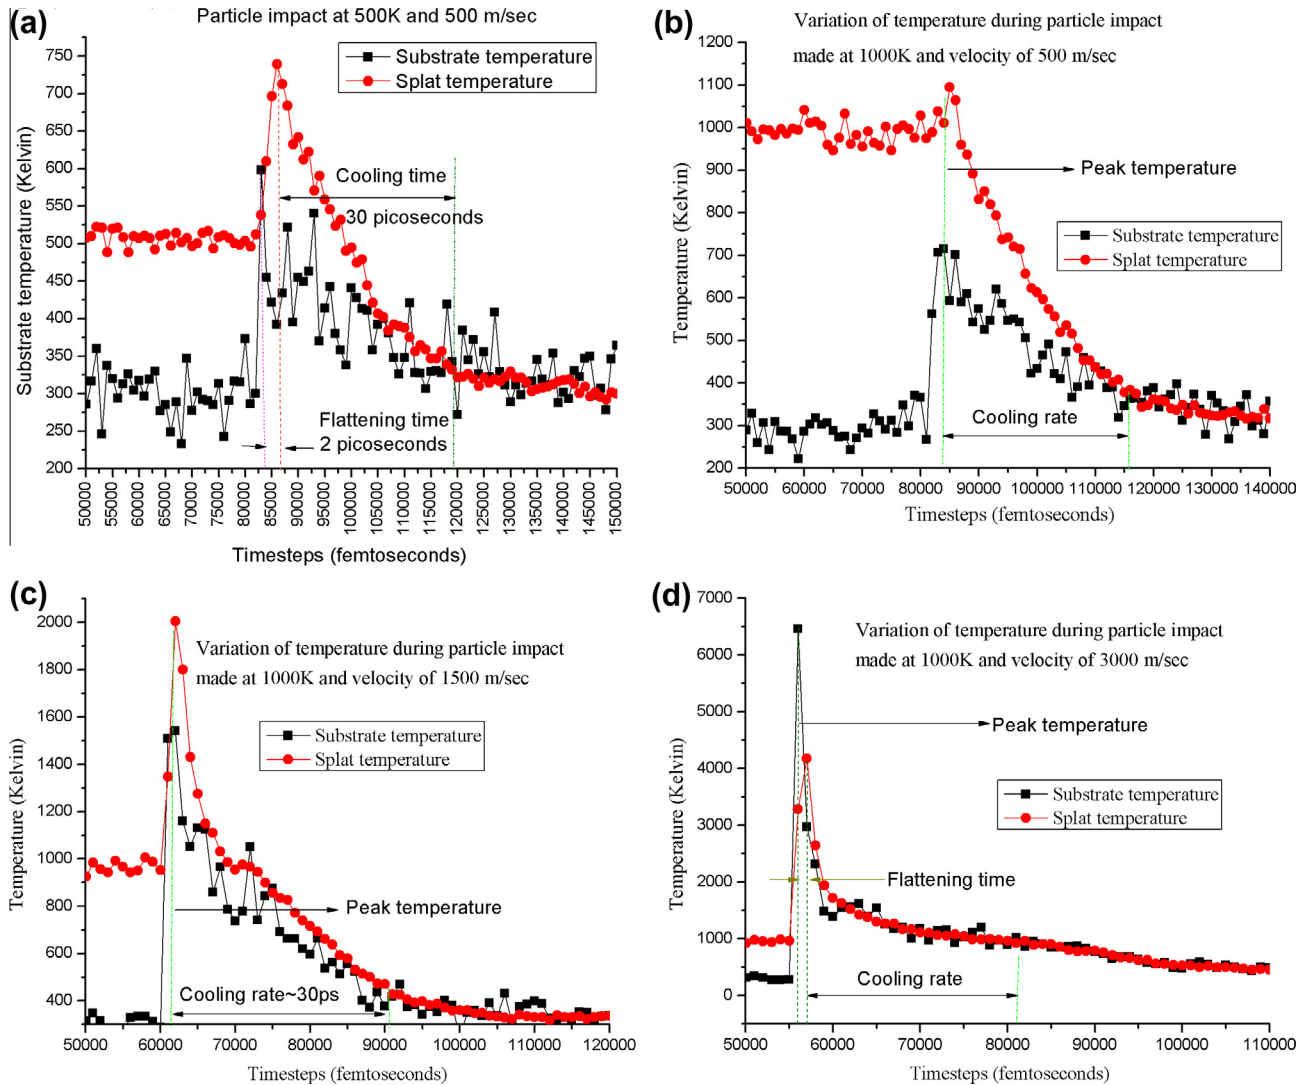 (a)
Particle impact at 500K and 500 m/sec
Substrate temperature
Splat temperature
Cooling time
30 picoseconds
Flattening time
2 picoseconds
Substrate temperature (Kelvin)
750
700
650
600
550
500
450
400
350
300
250
200
50000
55000
60000
65000
70000
75000
80000
85000
90000
95000
100000
105000
110000
115000
120000
125000
130000
135000
140000
145000
150000
Timesteps (femtoseconds)
(b)
Variation of temperature during particle impact
made at 1000K and velocity of 500 m/sec
Peak temperature
Substrate temperature
Splat temperature
Cooling rate
Temperature (Kelvin)
1200
1100
1000
900
800
700
600
500
400
300
200
50000 60000 70000 80000 90000 100000 110000 120000 130000 140000
Timesteps (femtoseconds)
(c)
Variation of temperature during particle impact
made at 1000K and velocity of 1500 m/sec
Substrate temperature
Splat temperature
Peak temperature
Cooling rate~30ps
Temperature (Kelvin)
2000
1800
1600
1400
1200
1000
800
600
400
50000 60000 70000 80000 90000 100000 110000 120000
Timesteps (femtoseconds)
(d)
Variation of temperature during particle impact
made at 1000K and velocity of 3000 m/sec
Peak temperature
Substrate temperature
Splat temperature
Flattening time
Cooling rate
Temperature (Kelvin)
7000
6000
5000
4000
3000
2000
1000
0
50000 60000 70000 80000 90000 100000 110000
Timesteps (femtoseconds)